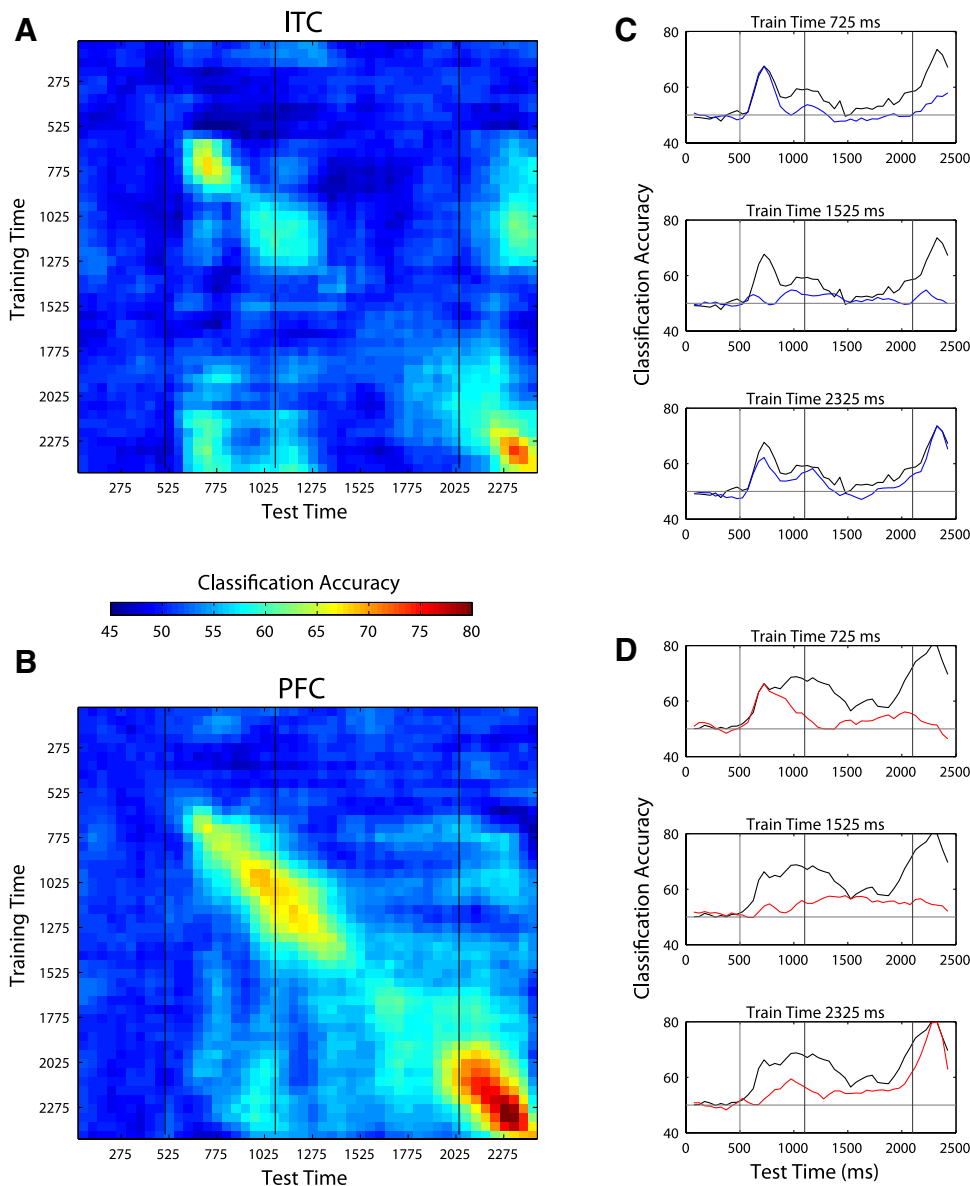 A
ITC
275
525
775
1025
1275
1525
1775
2025
2275
Training Time
275 525 775 1025 1275 1525 1775 2025 2275
Test Time
Classification Accuracy
45 50 55 60 65 70 75 80
B
PFC
275
525
775
1025
1275
1525
1775
2025
2275
Training Time
275 525 775 1025 1275 1525 1775 2025 2275
Test Time
C
Train Time 725 ms
80
60
40
0 500 1000 1500 2000 2500
Train Time 1525 ms
80
60
40
0 500 1000 1500 2000 2500
Train Time 2325 ms
80
60
40
0 500 1000 1500 2000 2500
Classification Accuracy
D
Train Time 725 ms
80
60
40
0 500 1000 1500 2000 2500
Train Time 1525 ms
80
60
40
0 500 1000 1500 2000 2500
Train Time 2325 ms
80
60
40
0 500 1000 1500 2000 2500
Classification Accuracy
Test Time (ms)